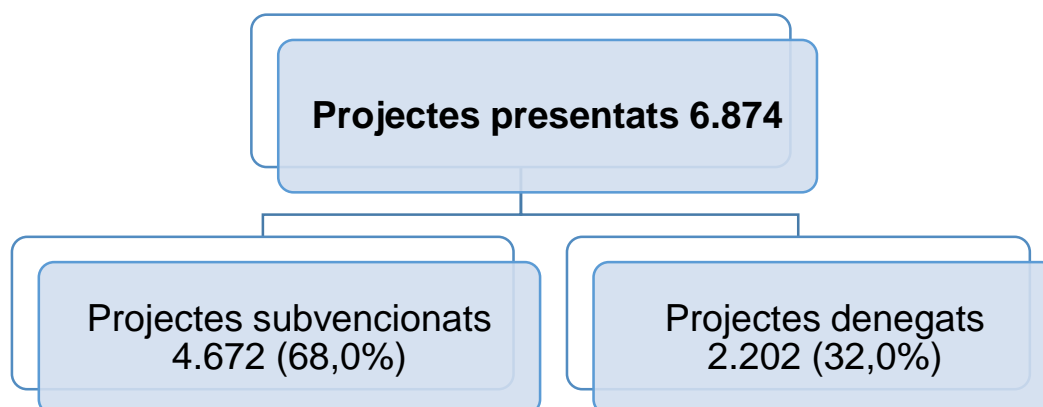 Projectes presentats 6.874
Projectes subvencionats
4.672 (68,0%)
Projectes denegats
2.202 (32,0%)